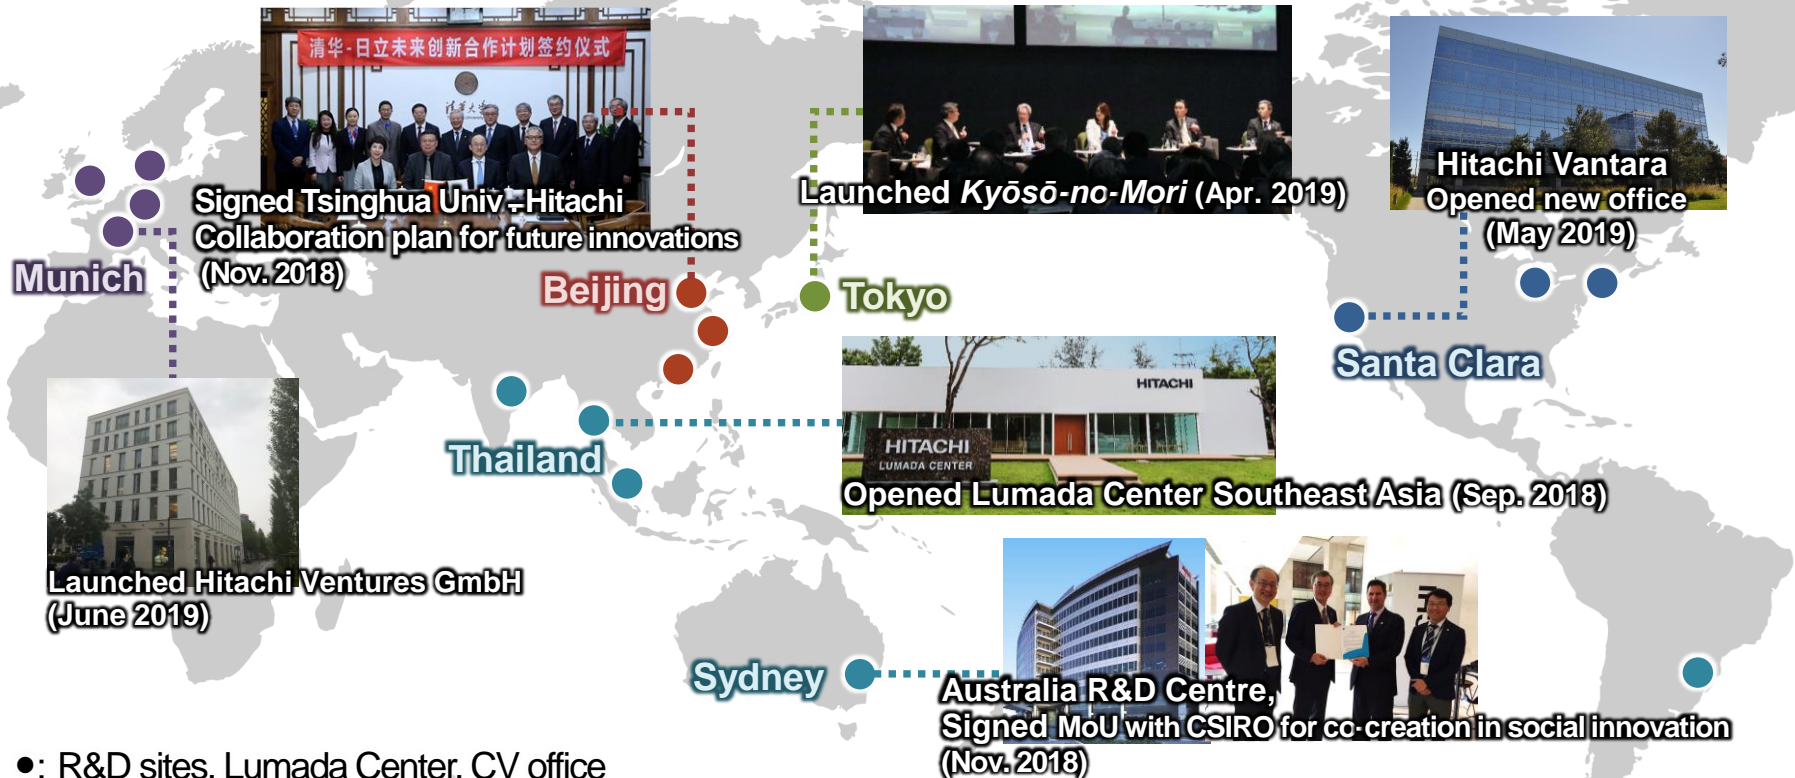 清华-日立未来创新合作计划签约仪式
清华大学
Signed Tsinghua Univ.-Hitachi
Collaboration plan for future innovations
(Nov. 2018)
Launched Kyōsō-no-Mori (Apr. 2019)
Hitachi Vantara
Opened new office
(May 2019)
Munich
Beijing
Tokyo
Santa Clara
HITACHI
HITACHI
LUMADA CENTER
Thailand
Opened Lumada Center Southeast Asia (Sep. 2018)
Launched Hitachi Ventures GmbH
(June 2019)
Sydney
Australia R&D Centre,
Signed MoU with CSIRO for co-creation in social innovation
(Nov. 2018)
●: R&D sites, Lumada Center, CV office